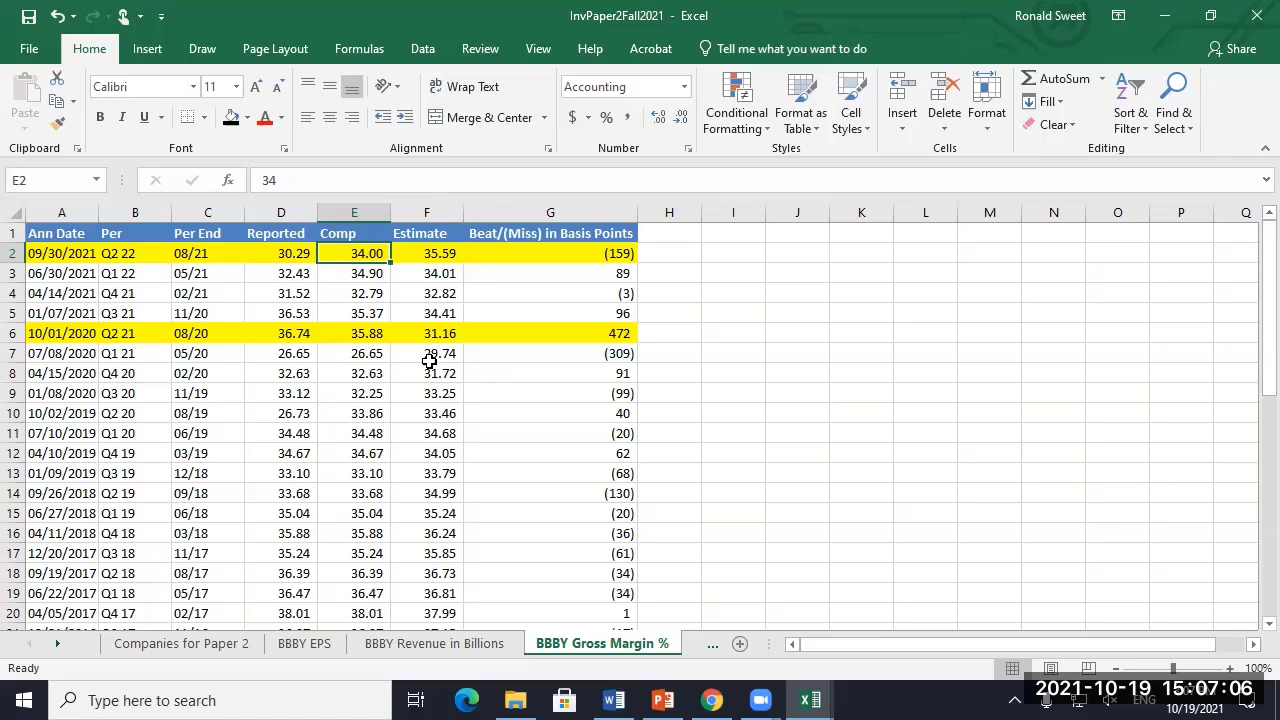 InvPaper2Fall2021 - Excel
Ronald Sweet
File Home Insert Draw Page Layout Formulas Data Review View Help Acrobat Tell me what you want to do Share
Paste
Clipboard
Calibri 11
B I U
Font
Wrap Text
Merge & Center
Alignment
Accounting
$ % ,
Number
Conditional Formatting
Format as Table
Cell Styles
Styles
Insert Delete Format
Cells
AutoSum
Fill
Clear
Sort & Filter
Find & Select
Editing
E2 fx 34
A B C D E F G H I J K L M N O P Q
1 Ann Date Per Per End Reported Comp Estimate Beat/(Miss) in Basis Points
2 09/30/2021 Q2 22 08/21 30.29 34.00 35.59 (159)
3 06/30/2021 Q1 22 05/21 32.43 34.90 34.01 89
4 04/14/2021 Q4 21 02/21 31.52 32.79 32.82 (3)
5 01/07/2021 Q3 21 11/20 36.53 35.37 34.41 96
6 10/01/2020 Q2 21 08/20 36.74 35.88 31.16 472
7 07/08/2020 Q1 21 05/20 26.65 26.65 (309)
8 04/15/2020 Q4 20 02/20 32.63 32.63 31.72 91
9 01/08/2020 Q3 20 11/19 33.12 32.25 33.25 (99)
10 10/02/2019 Q2 20 08/19 26.73 33.86 33.46 40
11 07/10/2019 Q1 20 06/19 34.48 34.48 34.68 (20)
12 04/10/2019 Q4 19 03/19 34.67 34.67 34.05 62
13 01/09/2019 Q3 19 12/18 33.10 33.10 33.79 (68)
14 09/26/2018 Q2 19 09/18 33.68 33.68 34.99 (130)
15 06/27/2018 Q1 19 06/18 35.04 35.04 35.24 (20)
16 04/11/2018 Q4 18 03/18 35.88 35.88 36.24 (36)
17 12/20/2017 Q3 18 11/17 35.24 35.24 35.85 (61)
18 09/19/2017 Q2 18 08/17 36.39 36.39 36.73 (34)
19 06/22/2017 Q1 18 05/17 36.47 36.47 36.81 (34)
20 04/05/2017 Q4 17 02/17 38.01 38.01 37.99 1
Companies for Paper 2 BBBY EPS BBBY Revenue in Billions BBBY Gross Margin % ...
Ready
100%
Type here to search
2021-10-19 15:07:06
ENG
10/19/2021